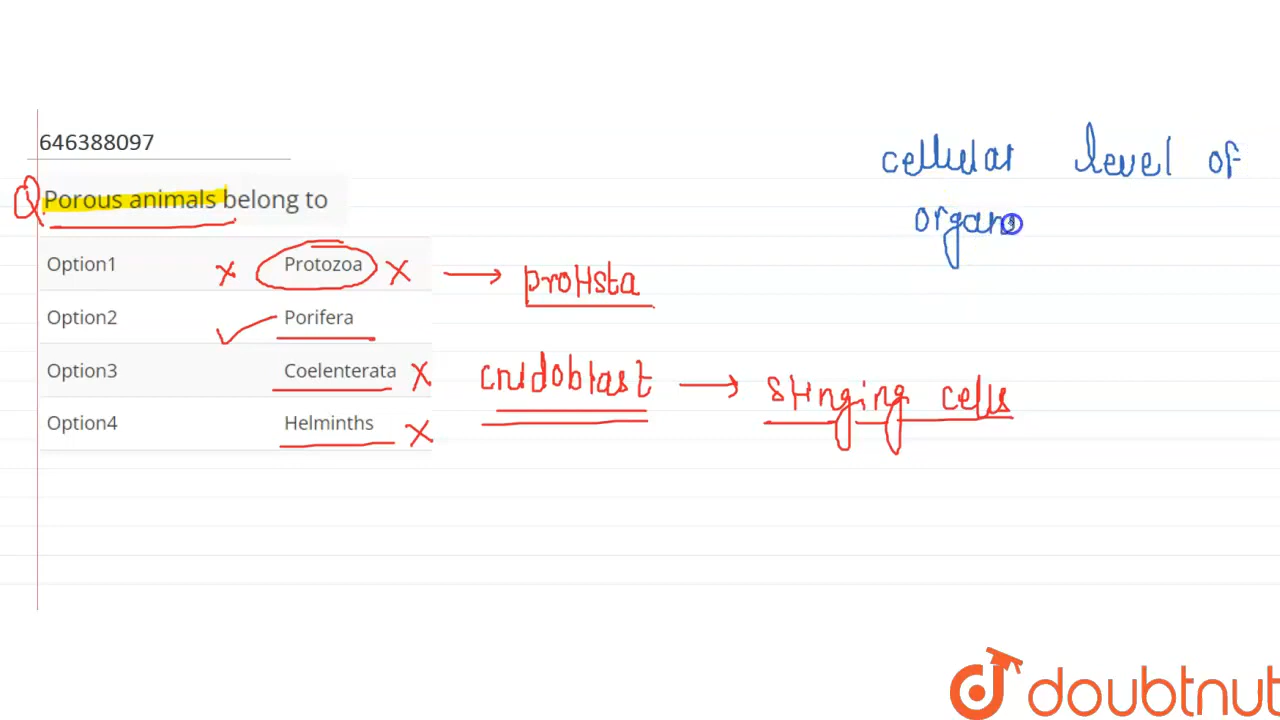 646388097
cellular level of
organ
Q Porous animals belong to
Option1 Protozoa → protista
Option2 Porifera
Option3 Coelenterata cnidoblast → stinging cells
Option4 Helminths
doubtnut